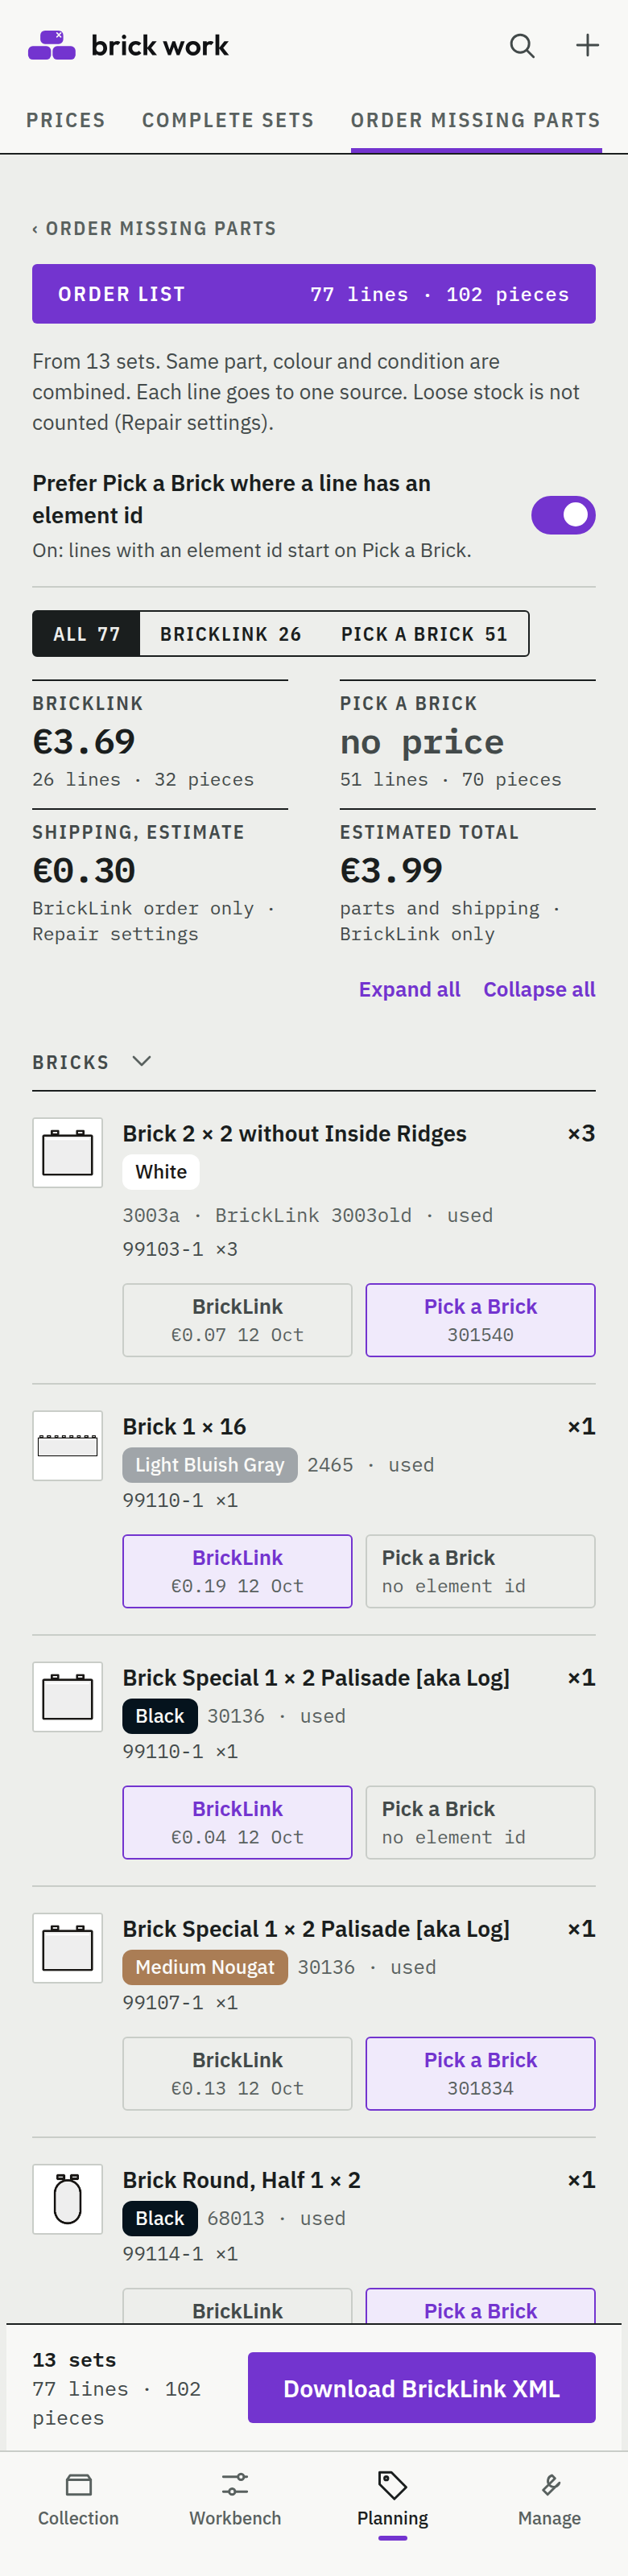 brick work
PRICES COMPLETE SETS ORDER MISSING PARTS
‹ ORDER MISSING PARTS
ORDER LIST 77 lines · 102 pieces
From 13 sets. Same part, colour and condition are
combined. Each line goes to one source. Loose stock is not
counted (Repair settings).
Prefer Pick a Brick where a line has an
element id
On: lines with an element id start on Pick a Brick.
ALL 77 BRICKLINK 26 PICK A BRICK 51
BRICKLINK PICK A BRICK
€3.69 no price
26 lines · 32 pieces 51 lines · 70 pieces
SHIPPING, ESTIMATE ESTIMATED TOTAL
€0.30 €3.99
BrickLink order only · parts and shipping ·
Repair settings BrickLink only
Expand all Collapse all
BRICKS
Brick 2 × 2 without Inside Ridges ×3
White
3003a · BrickLink 3003old · used
99103-1 ×3
BrickLink Pick a Brick
€0.07 12 Oct 301540
Brick 1 × 16 ×1
Light Bluish Gray 2465 · used
99110-1 ×1
BrickLink Pick a Brick
€0.19 12 Oct no element id
Brick Special 1 × 2 Palisade [aka Log] ×1
Black 30136 · used
99110-1 ×1
BrickLink Pick a Brick
€0.04 12 Oct no element id
Brick Special 1 × 2 Palisade [aka Log] ×1
Medium Nougat 30136 · used
99107-1 ×1
BrickLink Pick a Brick
€0.13 12 Oct 301834
Brick Round, Half 1 × 2 ×1
Black 68013 · used
99114-1 ×1
BrickLink Pick a Brick
13 sets
77 lines · 102
pieces
Download BrickLink XML
Collection Workbench Planning Manage